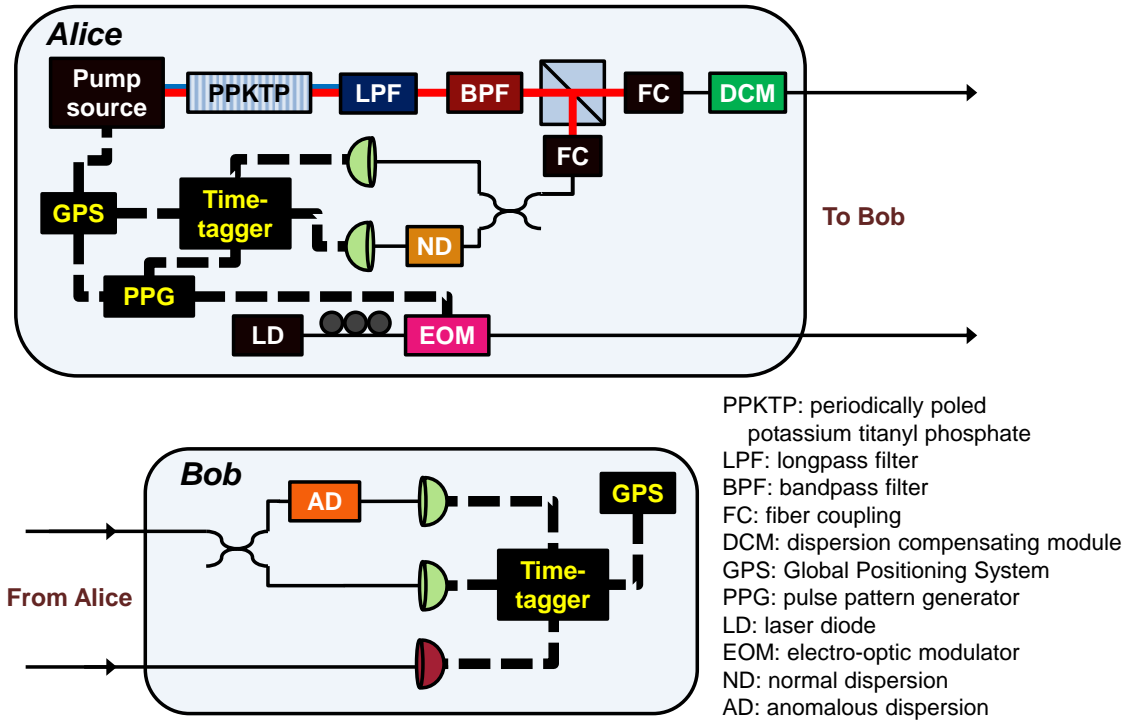 Alice
Pump
source
PPKTP
LPF
BPF
FC
DCM
FC
GPS
Time-
tagger
ND
To Bob
PPG
LD
EOM
PPKTP: periodically poled
potassium titanyl phosphate
LPF: longpass filter
BPF: bandpass filter
FC: fiber coupling
DCM: dispersion compensating module
GPS: Global Positioning System
PPG: pulse pattern generator
LD: laser diode
EOM: electro-optic modulator
ND: normal dispersion
AD: anomalous dispersion
Bob
AD
GPS
Time-
tagger
From Alice